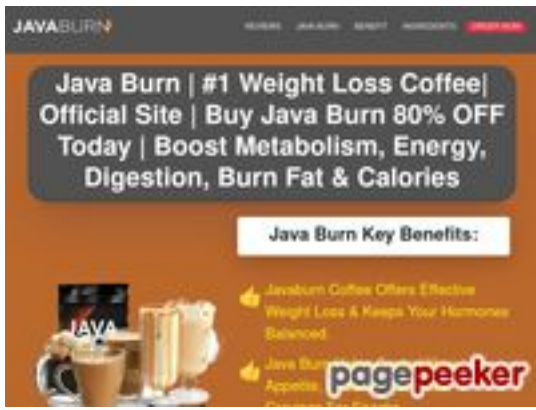 JAVABURN
REVIEWS JAVA BURN BENEFIT INGREDIENTS ORDER NOW
Java Burn | #1 Weight Loss Coffee|
Official Site | Buy Java Burn 80% OFF
Today | Boost Metabolism, Energy,
Digestion, Burn Fat & Calories
Java Burn Key Benefits:
Javaburn Coffee Offers Effective
Weight Loss & Keeps Your Hormones
Balanced.
Java
Appetite
JAVA
pagepeeker